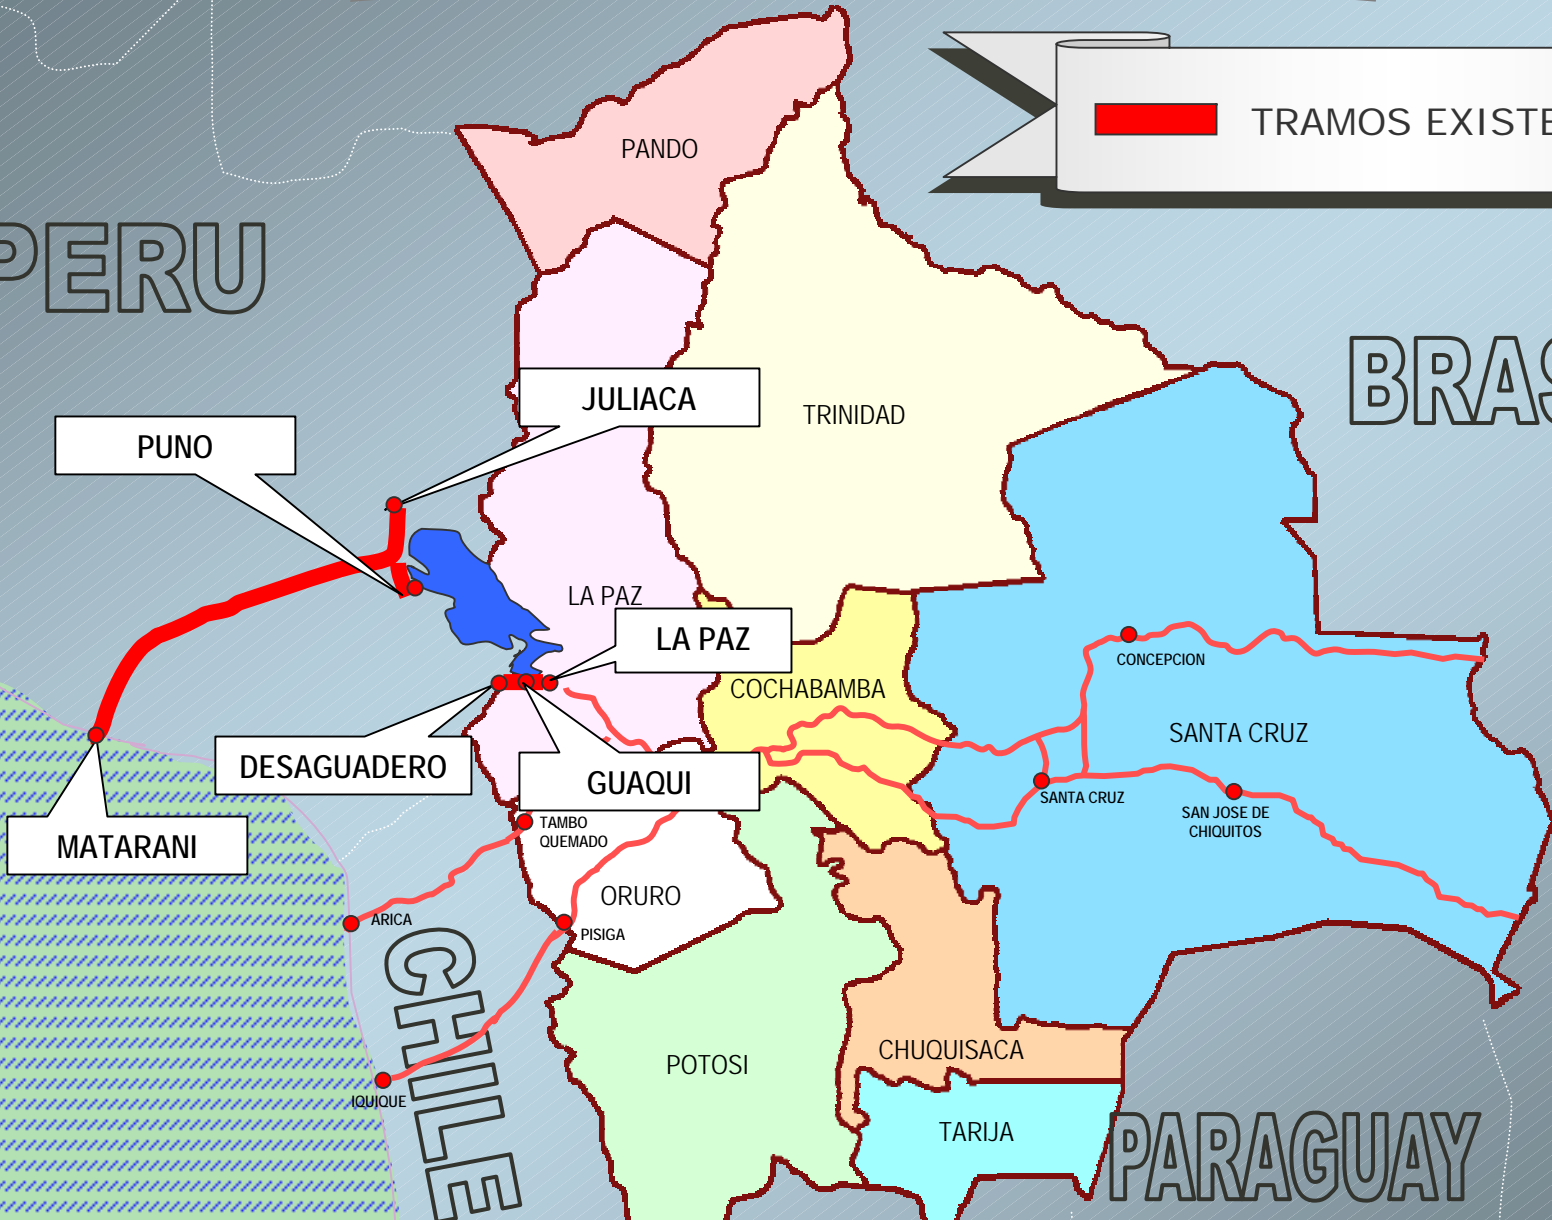 TRAMOS EXISTE
PANDO
PERU
BRAS
JULIACA
TRINIDAD
PUNO
LA PAZ
LA PAZ
CONCEPCION
COCHABAMBA
SANTA CRUZ
DESAGUADERO
GUAQUI
SANTA CRUZ
SAN JOSE DE
CHIQUITOS
TAMBO
QUEMADO
MATARANI
ORURO
ARICA
PISIGA
CHILE
CHUQUISACA
POTOSI
IQUIQUE
TARIJA
PARAGUAY